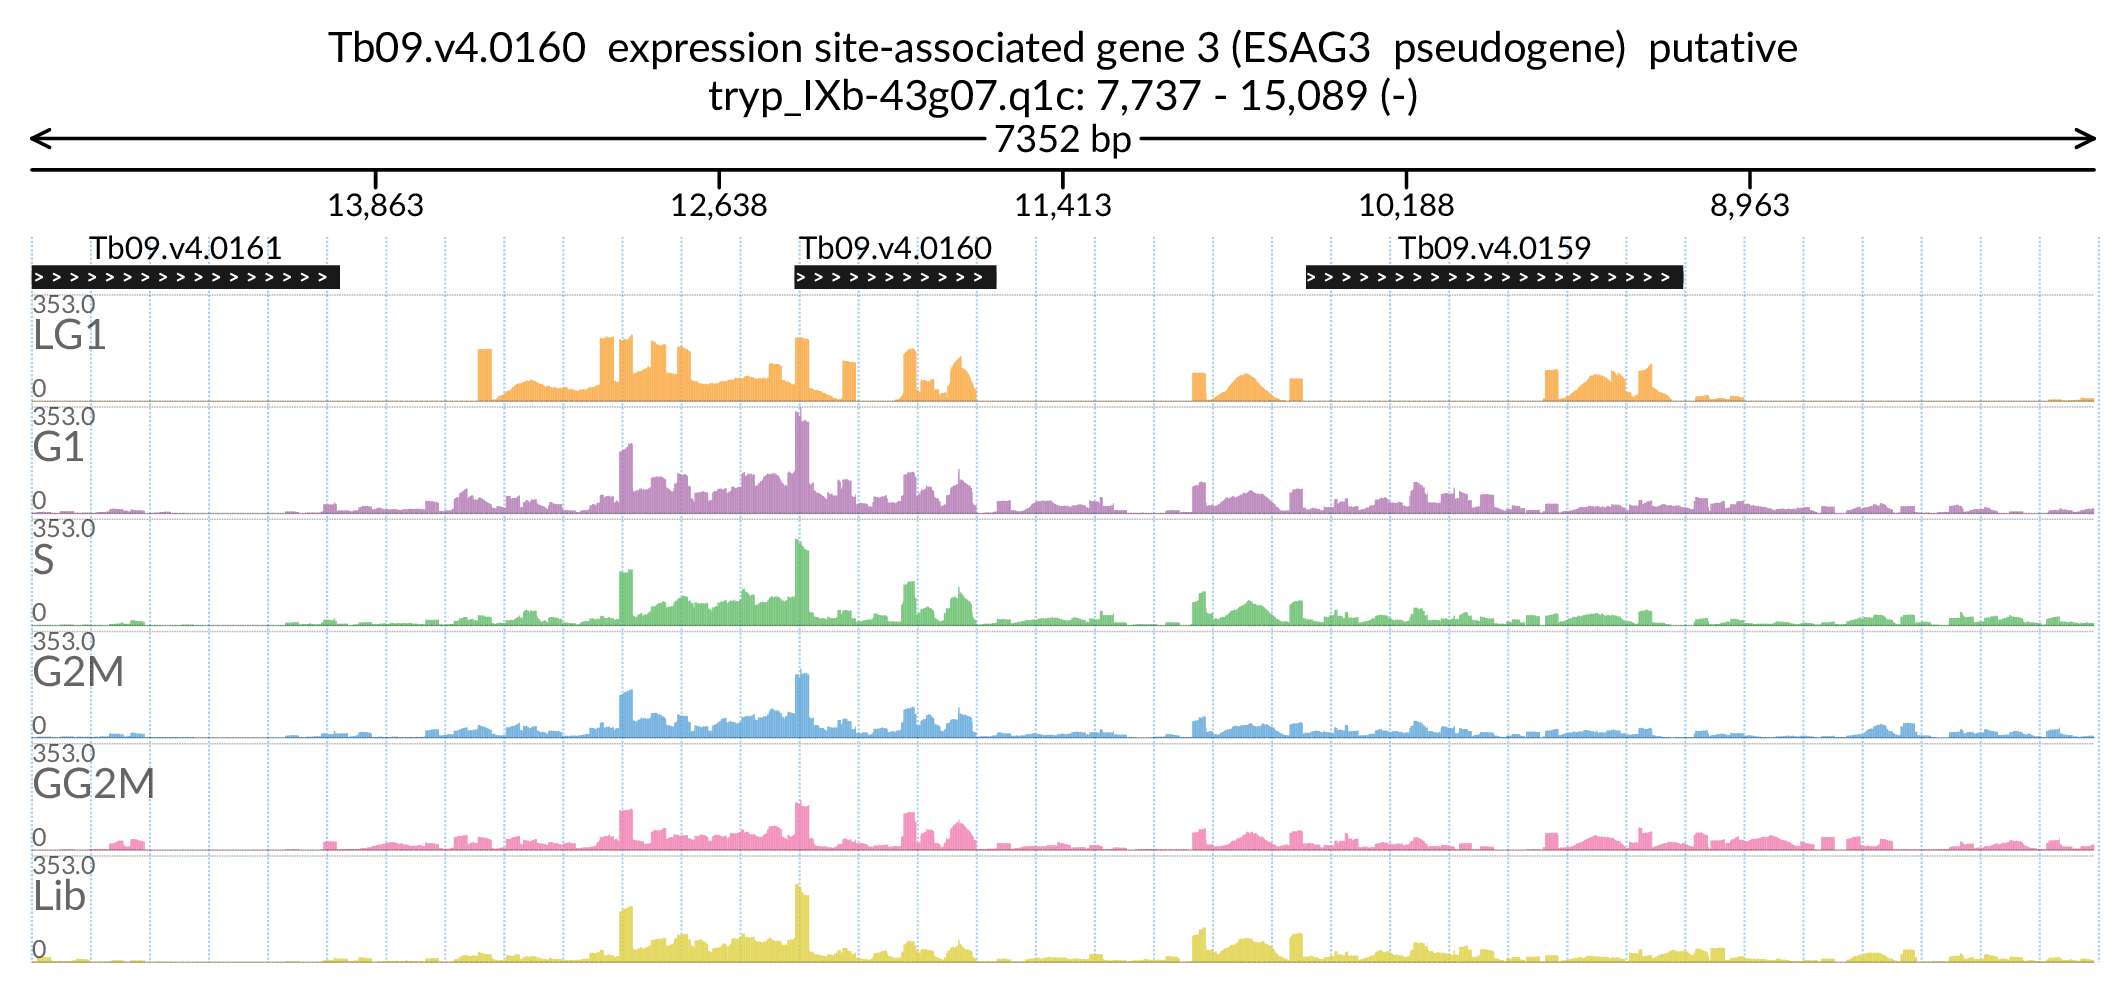 Tb09.v4.0160  expression site-associated gene 3 (ESAG3  pseudogene)  putative
tryp_IXb-43g07.q1c: 7,737 - 15,089 (-)
7352 bp
13,863 12,638 11,413 10,188 8,963
Tb09.v4.0161 Tb09.v4.0160 Tb09.v4.0159
353.0
LG1
0
353.0
G1
0
353.0
S
0
353.0
G2M
0
353.0
GG2M
0
353.0
Lib
0